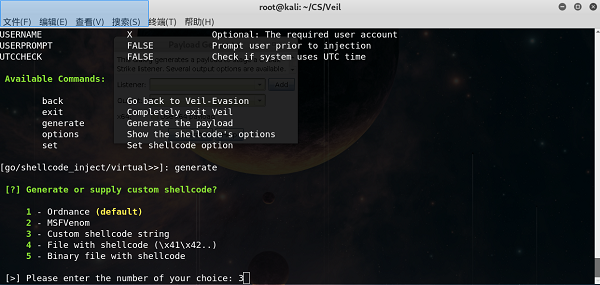 root@kali: ~/CS/Veil
文件(F) 编辑(E) 查看(V) 搜索(S) 终端(T) 帮助(H)
USERNAME X Optional: The required user account
USERPROMPT FALSE Prompt user prior to injection
UTCCHECK FALSE Check if system uses UTC time
Available Commands:
back Go back to Veil-Evasion
exit Completely exit Veil
generate Generate the payload
options Show the shellcode's options
set Set shellcode option
[go/shellcode_inject/virtual>>]: generate
[?] Generate or supply custom shellcode?
1 - Ordnance (default)
2 - MSFVenom
3 - Custom shellcode string
4 - File with shellcode (\x41\x42..)
5 - Binary file with shellcode
[>] Please enter the number of your choice: 3